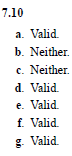 7.10
a. Valid.
b. Neither.
c. Neither.
d. Valid.
e. Valid.
f. Valid.
g. Valid.